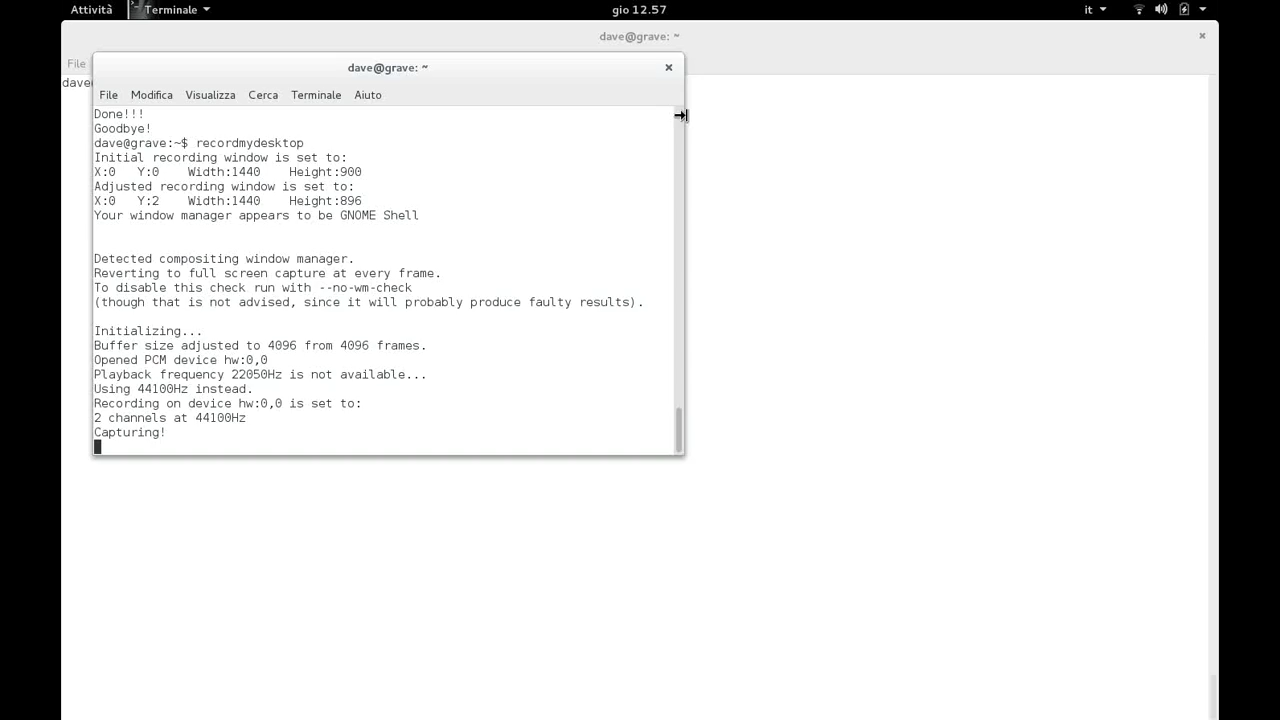 Attività
Terminale
gio 12.57
it
dave@grave: ~
File
dave
dave@grave: ~
File Modifica Visualizza Cerca Terminale Aiuto
Done!!!
Goodbye!
dave@grave:~$ recordmydesktop
Initial recording window is set to:
X:0   Y:0    Width:1440    Height:900
Adjusted recording window is set to:
X:0   Y:2    Width:1440    Height:896
Your window manager appears to be GNOME Shell
Detected compositing window manager.
Reverting to full screen capture at every frame.
To disable this check run with --no-wm-check
(though that is not advised, since it will probably produce faulty results).
Initializing...
Buffer size adjusted to 4096 from 4096 frames.
Opened PCM device hw:0,0
Playback frequency 22050Hz is not available...
Using 44100Hz instead.
Recording on device hw:0,0 is set to:
2 channels at 44100Hz
Capturing!